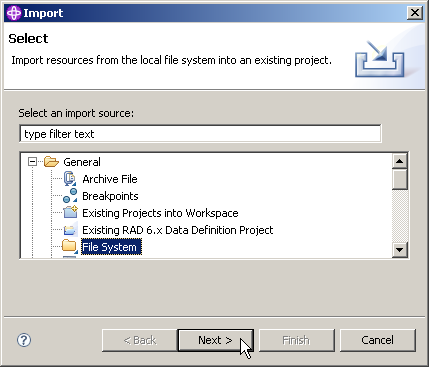 Import
Select
Import resources from the local file system into an existing project.
Select an import source:
type filter text
General
Archive File
Breakpoints
Existing Projects into Workspace
Existing RAD 6.x Data Definition Project
File System
?
< Back
Next >
Finish
Cancel